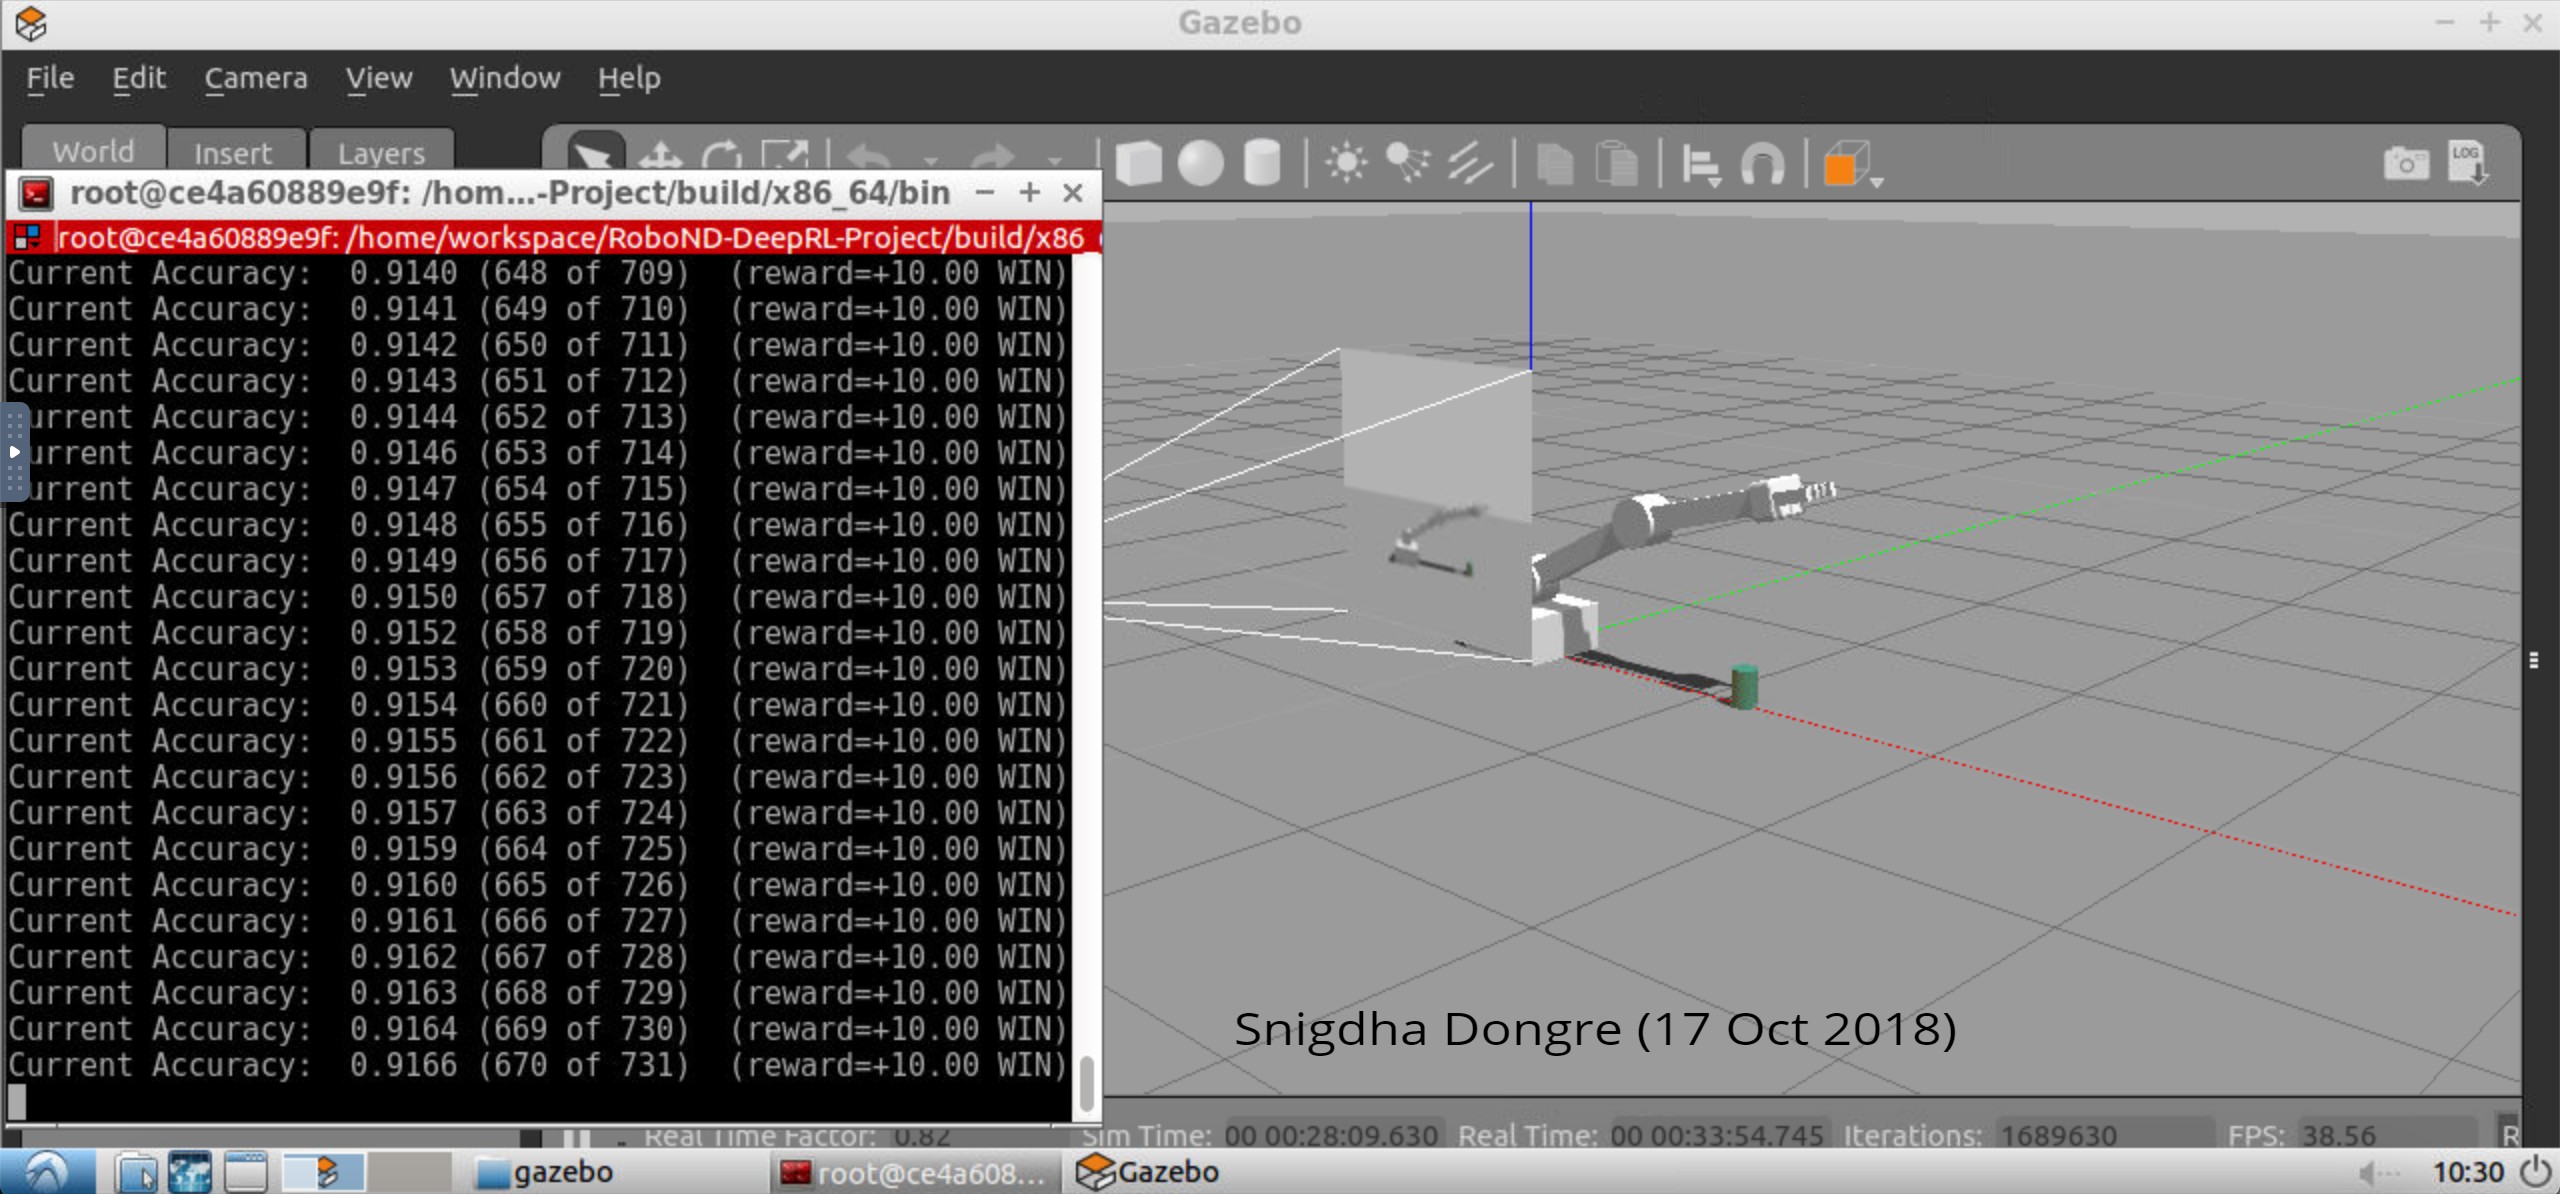 Gazebo
File Edit Camera View Window Help
World Insert Layers
LOG
root@ce4a60889e9f: /hom...-Project/build/x86_64/bin
root@ce4a60889e9f: /home/workspace/RoboND-DeepRL-Project/build/x86_
Current Accuracy: 0.9140 (648 of 709) (reward=+10.00 WIN)
Current Accuracy: 0.9141 (649 of 710) (reward=+10.00 WIN)
Current Accuracy: 0.9142 (650 of 711) (reward=+10.00 WIN)
Current Accuracy: 0.9143 (651 of 712) (reward=+10.00 WIN)
urrent Accuracy: 0.9144 (652 of 713) (reward=+10.00 WIN)
urrent Accuracy: 0.9146 (653 of 714) (reward=+10.00 WIN)
urrent Accuracy: 0.9147 (654 of 715) (reward=+10.00 WIN)
Current Accuracy: 0.9148 (655 of 716) (reward=+10.00 WIN)
Current Accuracy: 0.9149 (656 of 717) (reward=+10.00 WIN)
Current Accuracy: 0.9150 (657 of 718) (reward=+10.00 WIN)
Current Accuracy: 0.9152 (658 of 719) (reward=+10.00 WIN)
Current Accuracy: 0.9153 (659 of 720) (reward=+10.00 WIN)
Current Accuracy: 0.9154 (660 of 721) (reward=+10.00 WIN)
Current Accuracy: 0.9155 (661 of 722) (reward=+10.00 WIN)
Current Accuracy: 0.9156 (662 of 723) (reward=+10.00 WIN)
Current Accuracy: 0.9157 (663 of 724) (reward=+10.00 WIN)
Current Accuracy: 0.9159 (664 of 725) (reward=+10.00 WIN)
Current Accuracy: 0.9160 (665 of 726) (reward=+10.00 WIN)
Current Accuracy: 0.9161 (666 of 727) (reward=+10.00 WIN)
Current Accuracy: 0.9162 (667 of 728) (reward=+10.00 WIN)
Current Accuracy: 0.9163 (668 of 729) (reward=+10.00 WIN)
Current Accuracy: 0.9164 (669 of 730) (reward=+10.00 WIN)
Current Accuracy: 0.9166 (670 of 731) (reward=+10.00 WIN)
Snigdha Dongre (17 Oct 2018)
Real Time Factor: 0.82 Sim Time: 00 00:28:09.630 Real Time: 00 00:33:54.745 Iterations: 1689630 FPS: 38.56 R
gazebo root@ce4a608... Gazebo 10:30